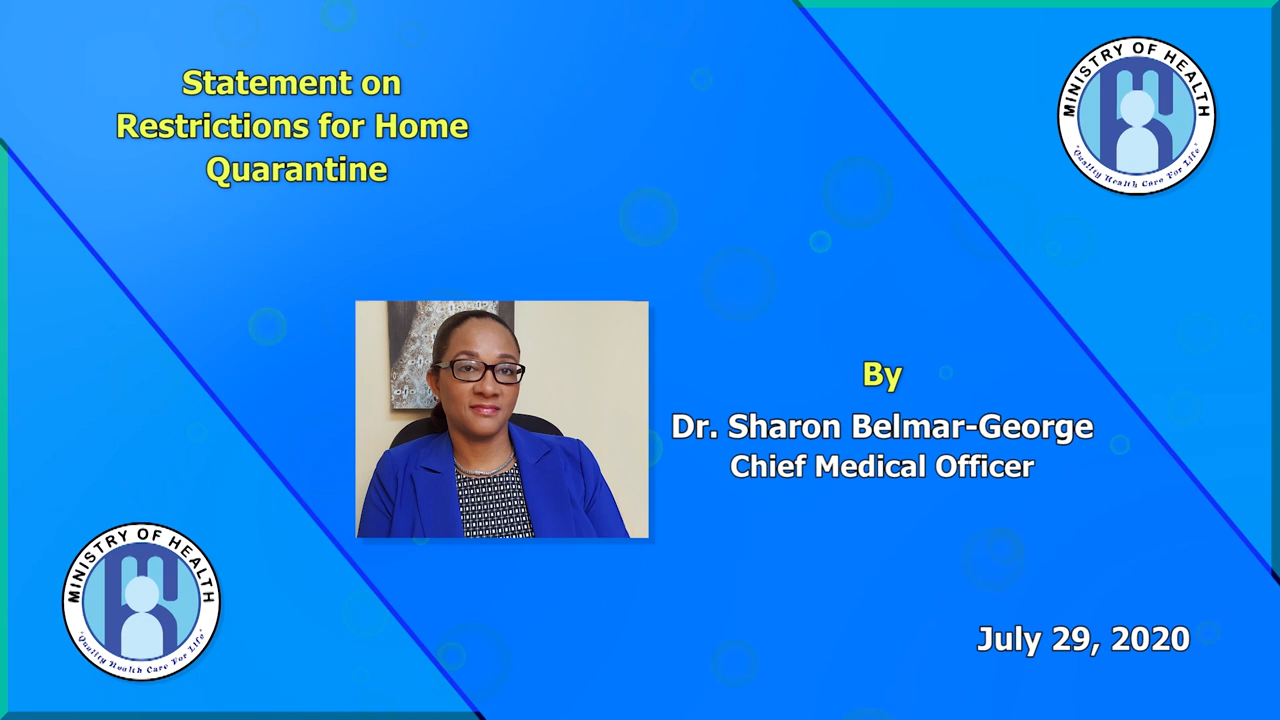 Statement on
Restrictions for Home
Quarantine
MINISTRY OF HEALTH
"Quality Health Care For Life"
By
Dr. Sharon Belmar-George
Chief Medical Officer
MINISTRY OF HEALTH
"Quality Health Care For Life"
July 29, 2020